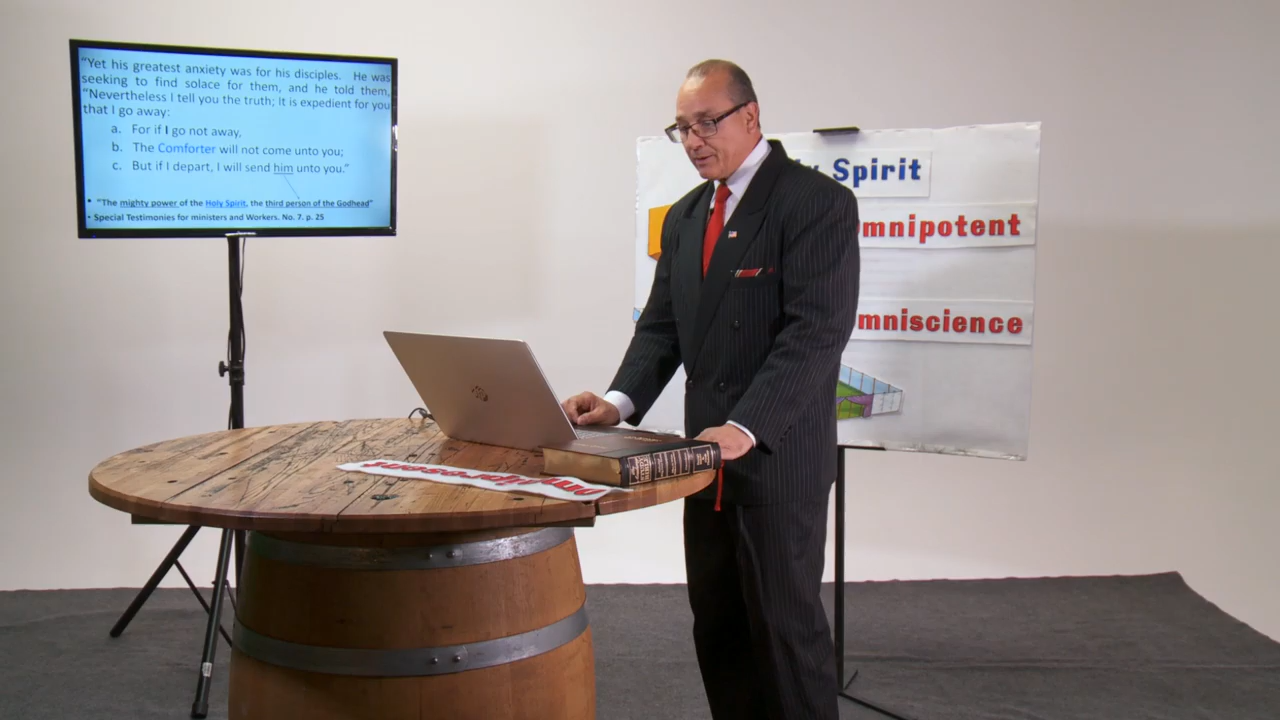 “Yet his greatest anxiety was for his disciples. He was
seeking to find solace for them, and he told them,
“Nevertheless I tell you the truth; It is expedient for you
that I go away:
a. For if I go not away,
b. The Comforter will not come unto you;
c. But if I depart, I will send him unto you.”
• “The mighty power of the Holy Spirit, the third person of the Godhead”
• Special Testimonies for ministers and Workers. No. 7. p. 25
Spirit
mnipotent
mniscience
omnipresent